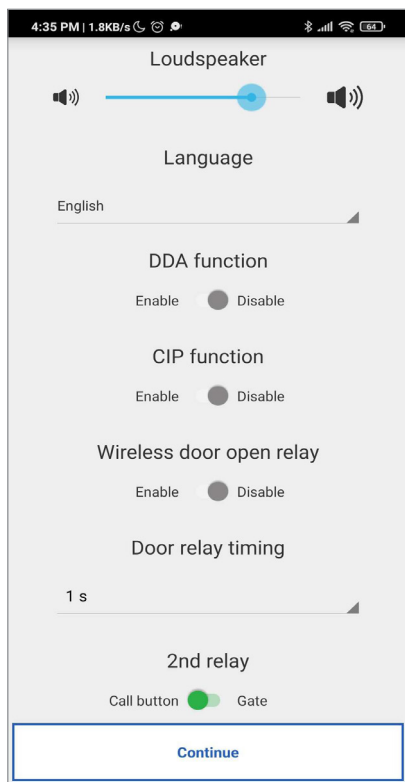 4:35 PM | 1.8KB/s 64
Loudspeaker
Language
English
DDA function
Enable Disable
CIP function
Enable Disable
Wireless door open relay
Enable Disable
Door relay timing
1 s
2nd relay
Call button Gate
Continue